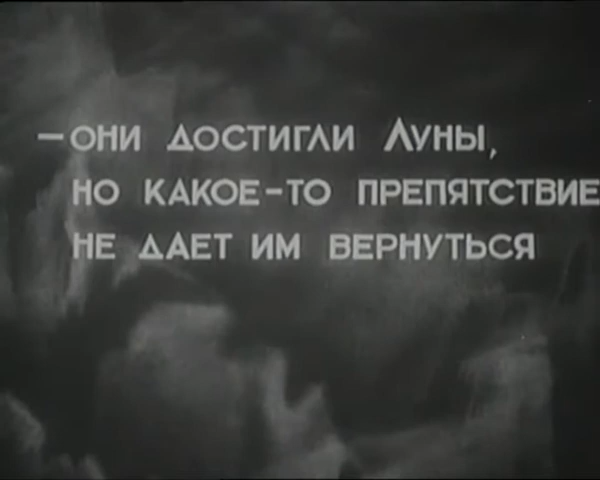 — ОНИ ДОСТИГЛИ ЛУНЫ,
НО КАКОЕ-ТО ПРЕПЯТСТВИЕ
НЕ ДАЕТ ИМ ВЕРНУТЬСЯ